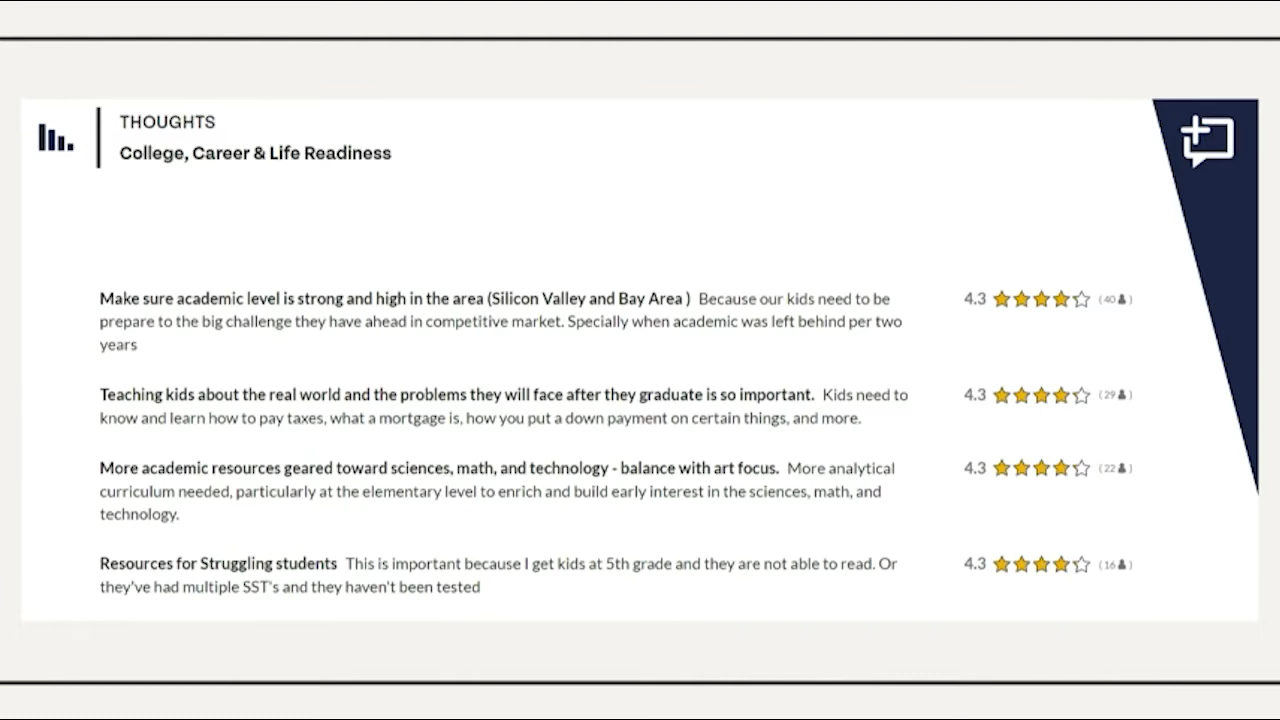 THOUGHTS
College, Career & Life Readiness
Make sure academic level is strong and high in the area (Silicon Valley and Bay Area ) Because our kids need to be
prepare to the big challenge they have ahead in competitive market. Specially when academic was left behind per two
years
4.3 (40)
Teaching kids about the real world and the problems they will face after they graduate is so important. Kids need to
know and learn how to pay taxes, what a mortgage is, how you put a down payment on certain things, and more.
4.3 (29)
More academic resources geared toward sciences, math, and technology - balance with art focus. More analytical
curriculum needed, particularly at the elementary level to enrich and build early interest in the sciences, math, and
technology.
4.3 (22)
Resources for Struggling students This is important because I get kids at 5th grade and they are not able to read. Or
they've had multiple SST's and they haven't been tested
4.3 (16)